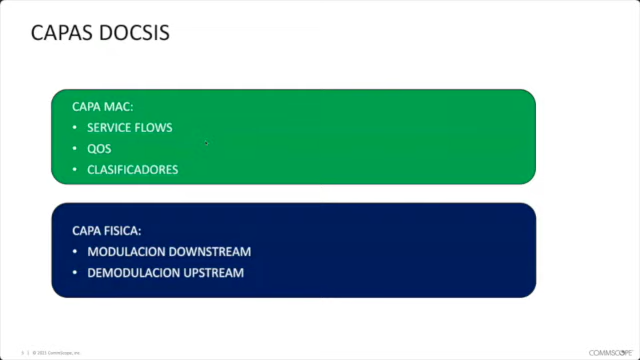 CAPAS DOCSIS
CAPA MAC:
• SERVICE FLOWS
• QOS
• CLASIFICADORES
CAPA FISICA:
• MODULACION DOWNSTREAM
• DEMODULACION UPSTREAM
© 2021 CommScope, Inc.
COMMSCOPE